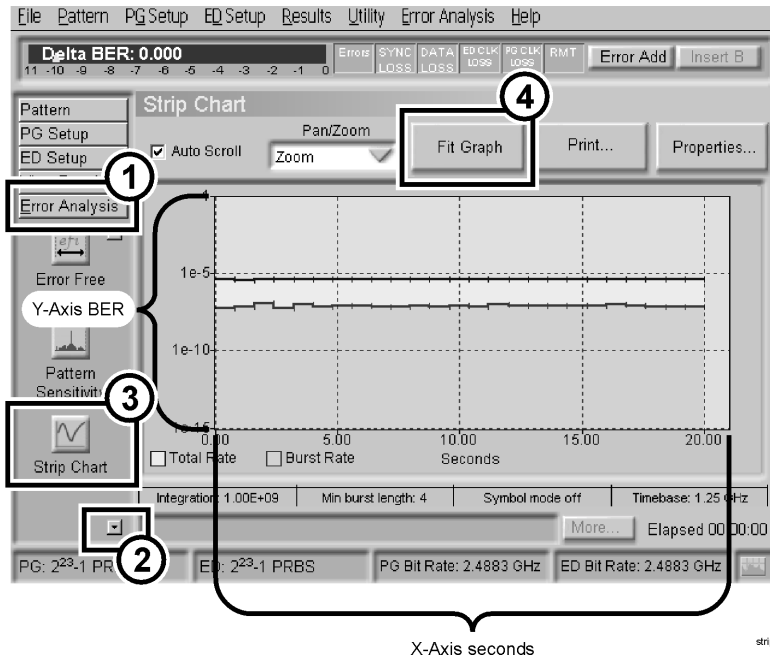 File Pattern PG Setup ED Setup Results Utility Error Analysis Help
Delta BER: 0.000
11 -10 -9 -8 -7 -6 -5 -4 -3 -2 -1 0
Errors
SYNC LOSS
DATA LOSS
ED CLK LOSS
PG CLK LOSS
RMT
Error Add
Insert B
Pattern
PG Setup
ED Setup
Error Analysis
1
Error Free
Y-Axis BER
Pattern
Sensitivit
3
Strip Chart
2
Strip Chart
4
Auto Scroll
Pan/Zoom
Zoom
Fit Graph
Print...
Properties...
1
1e-5
1e-10
0.00 5.00 10.00 15.00 20.00
Total Rate
Burst Rate
Seconds
Integration: 1.00E+09
Min burst length: 4
Symbol mode off
Timebase: 1.25 GHz
More...
Elapsed 00:00:00
PG: 2²³-1 PR
ED: 2²³-1 PRBS
PG Bit Rate: 2.4883 GHz
ED Bit Rate: 2.4883 GHz
X-Axis seconds
stri